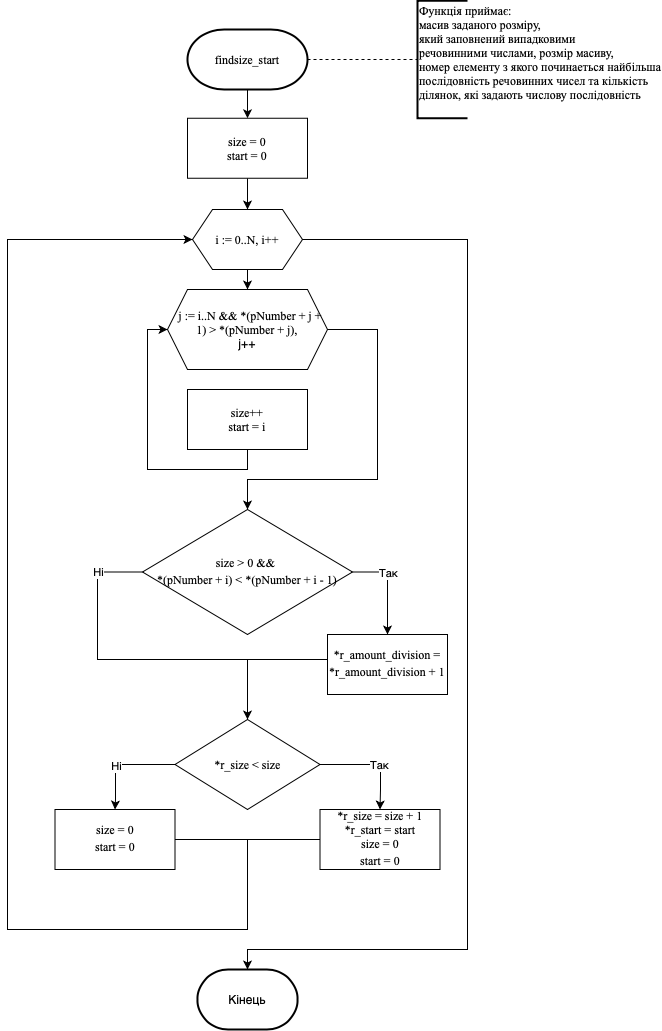 Функція приймає:
масив заданого розміру,
який заповнений випадковими
речовинними числами, розмір масиву,
номер елементу з якого починаеться найбільша
послідовність речовинних чисел та кількість
ділянок, які задають числову послідовність
findsize_start
size = 0
start = 0
i := 0..N, i++
j := i..N && *(pNumber + j +
1) > *(pNumber + j),
j++
size++
start = i
size > 0 &&
*(pNumber + i) < *(pNumber + i - 1)
Ні
Так
*r_amount_division =
*r_amount_division + 1
*r_size < size
Ні
Так
size = 0
start = 0
*r_size = size + 1
*r_start = start
size = 0
start = 0
Кінець